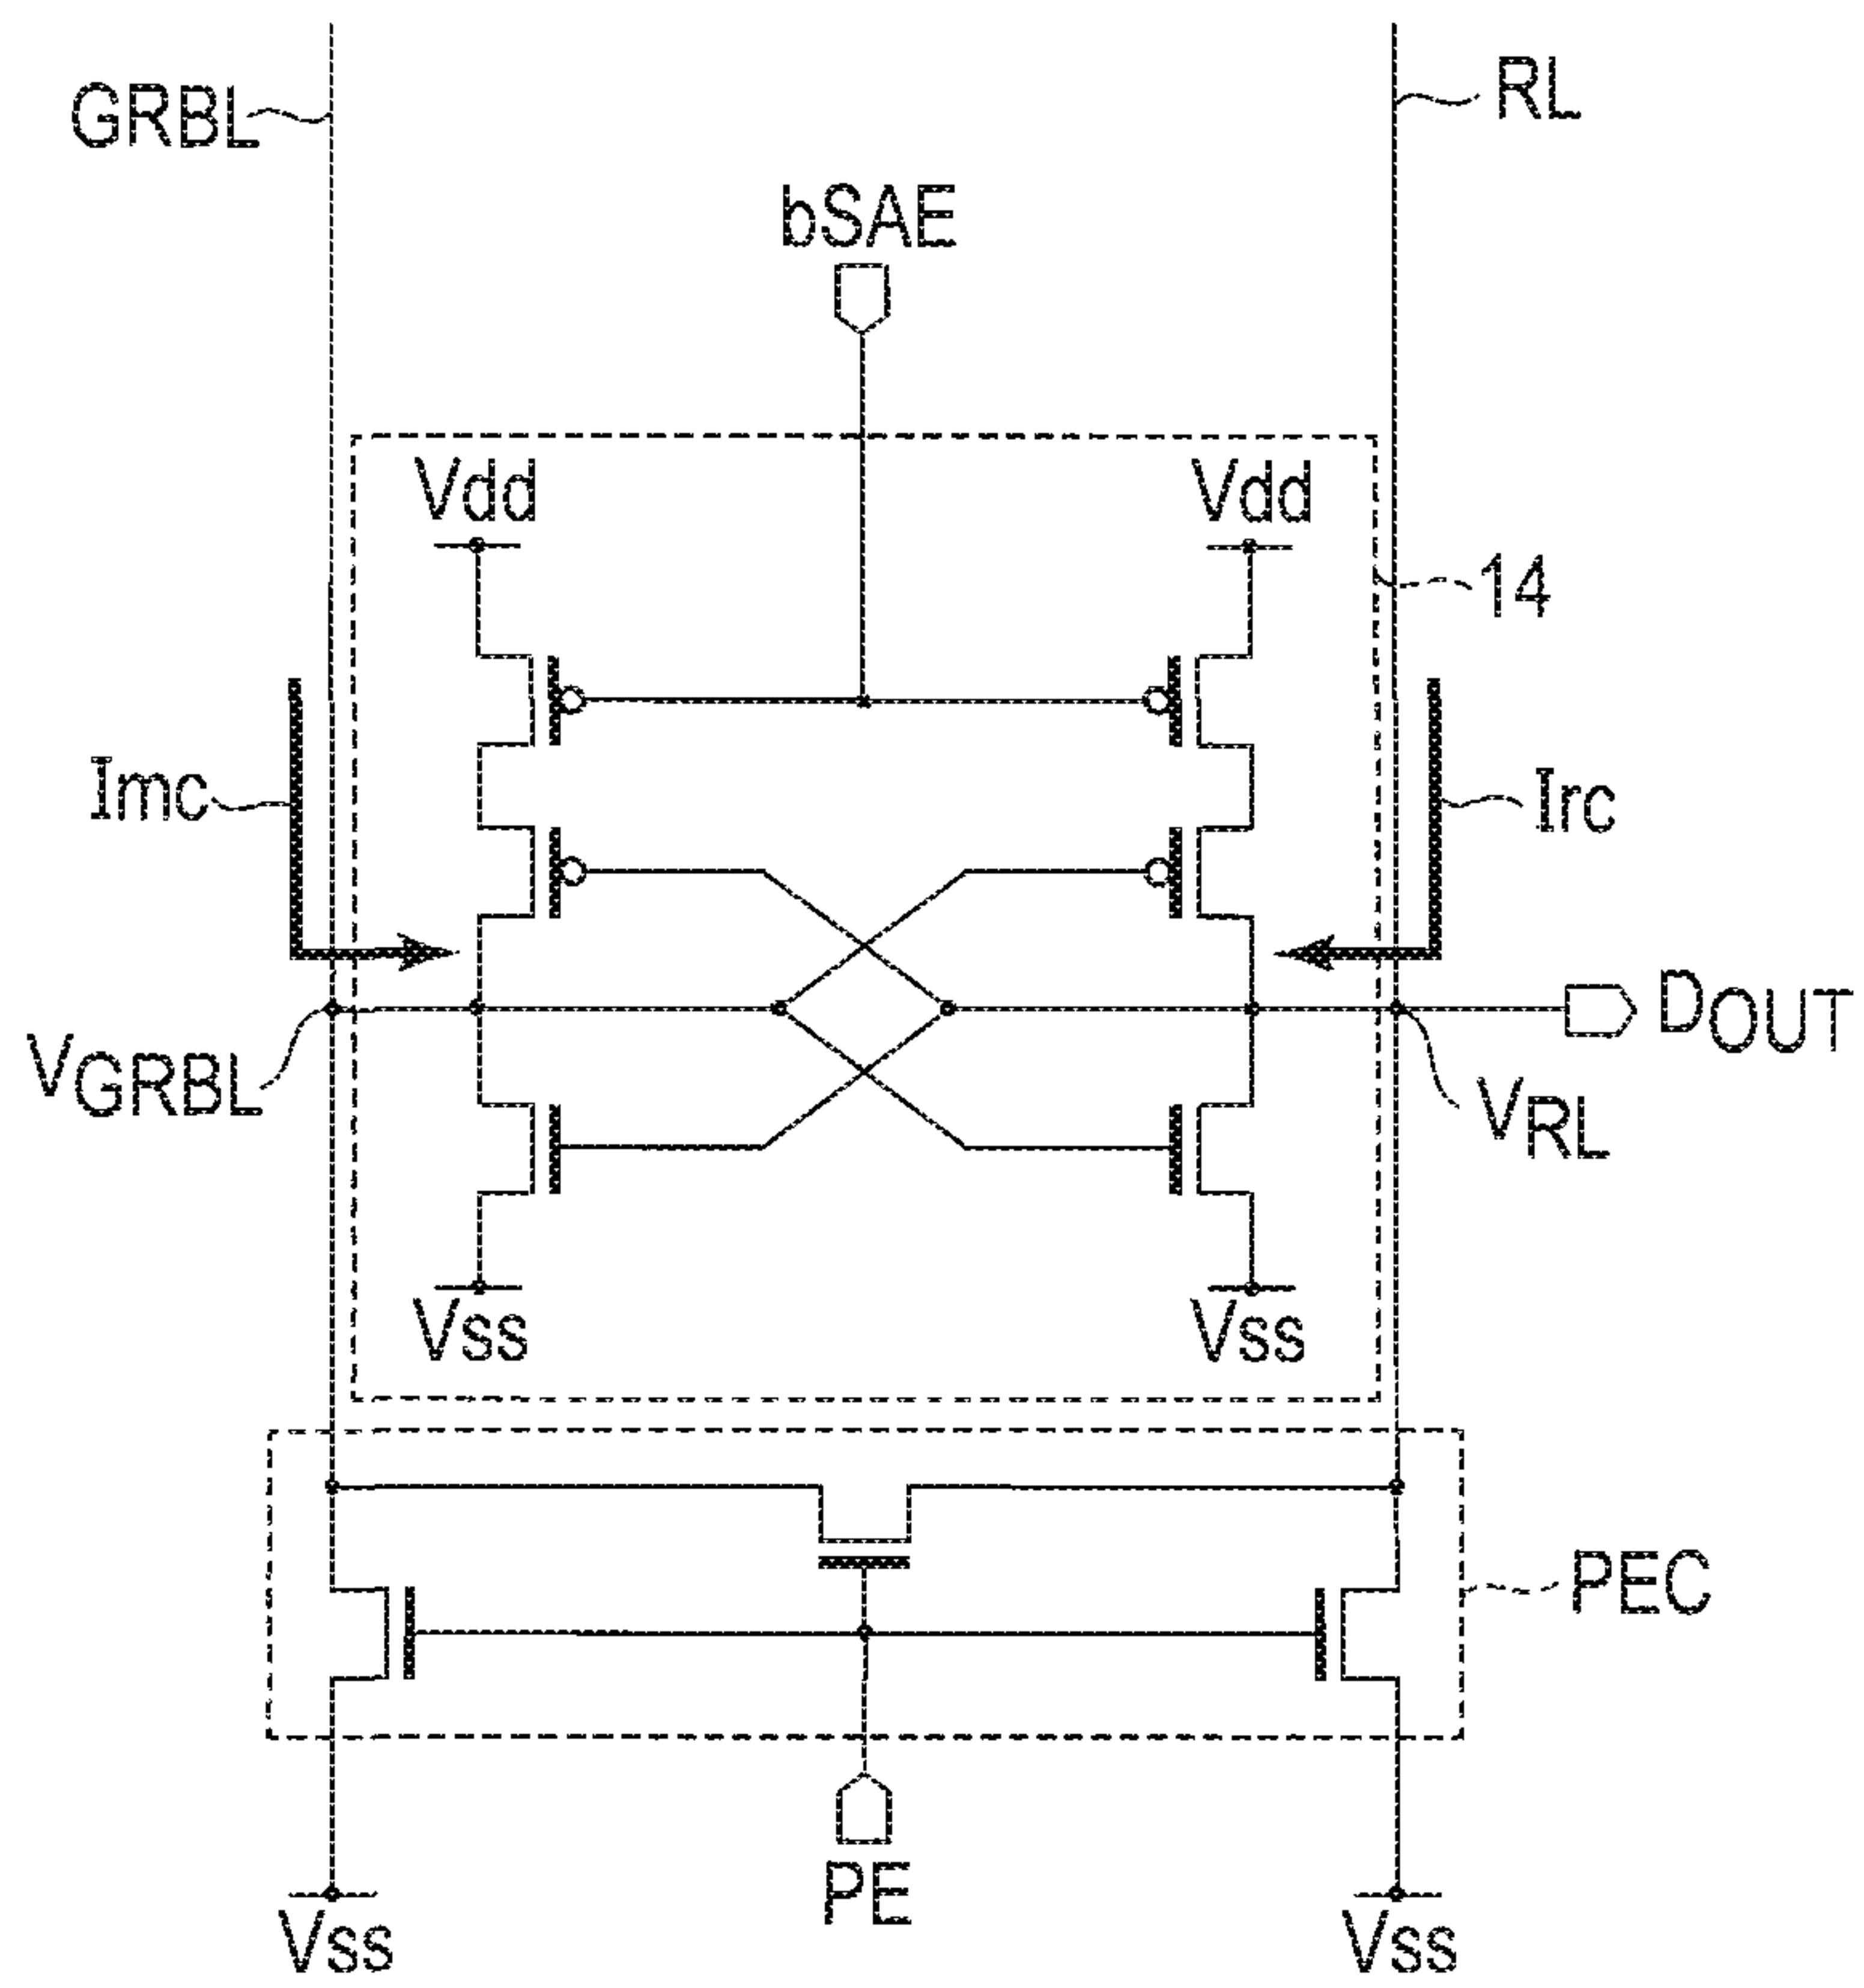 GRBL
RL
bSAE
Vdd
Vdd
14
Imc
Irc
VGRBL
DOUT
VRL
Vss
Vss
PEC
PE
Vss
Vss